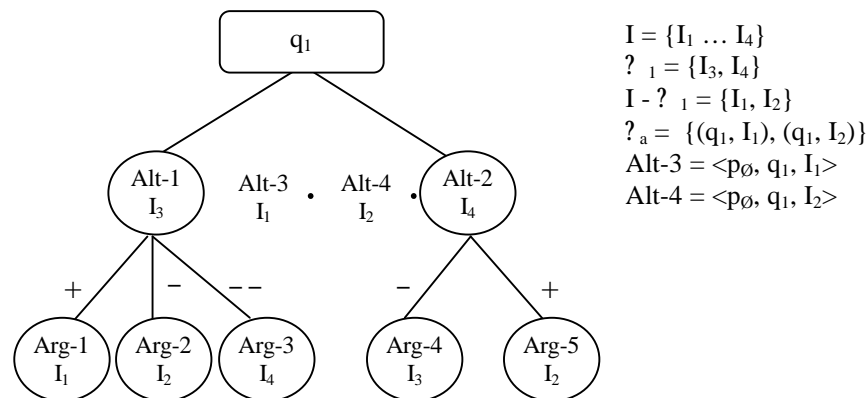 q₁
I = {I₁ … I₄}
? ₁ = {I₃, I₄}
I - ? ₁ = {I₁, I₂}
?ₐ = {(q₁, I₁), (q₁, I₂)}
Alt-3 = <p_Ø, q₁, I₁>
Alt-4 = <p_Ø, q₁, I₂>
Alt-1 Alt-3 Alt-4 Alt-2
I₃ I₁ • I₂ • I₄
+ - -- - +
Arg-1 Arg-2 Arg-3 Arg-4 Arg-5
I₁ I₂ I₄ I₃ I₂